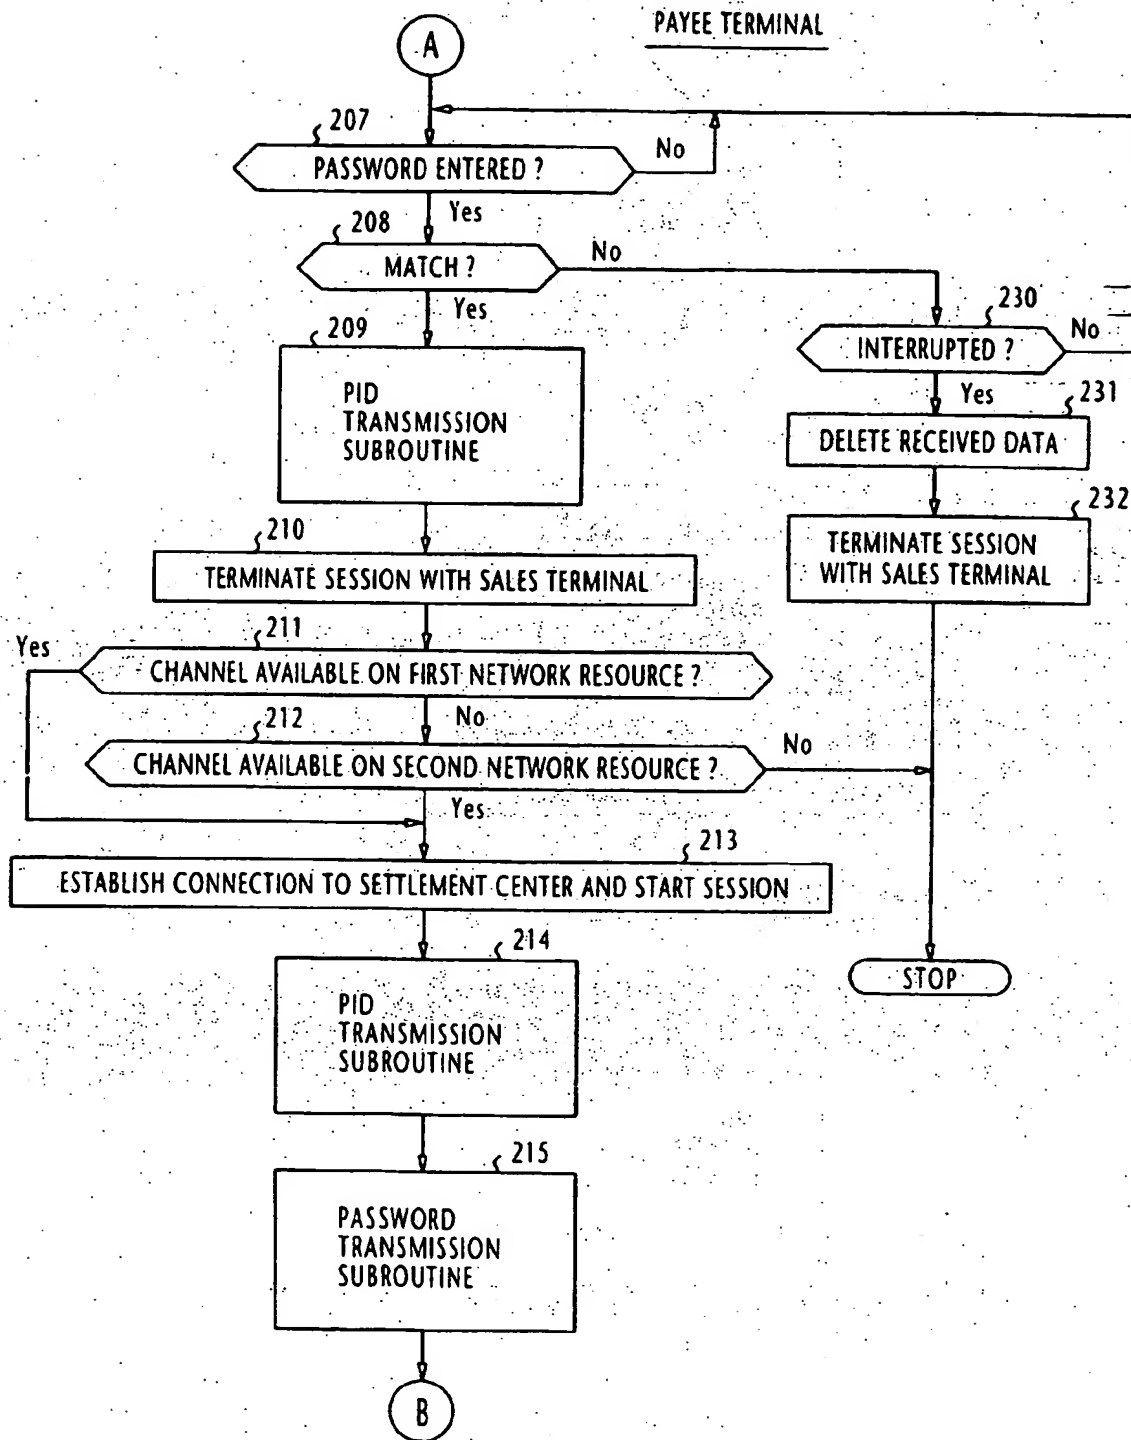 PAYEE TERMINAL
A
207
PASSWORD ENTERED ?
No
Yes
208
MATCH ?
No
Yes
230
INTERRUPTED ?
No
Yes
209
PID
TRANSMISSION
SUBROUTINE
231
DELETE RECEIVED DATA
232
TERMINATE SESSION
WITH SALES TERMINAL
210
TERMINATE SESSION WITH SALES TERMINAL
211
Yes
CHANNEL AVAILABLE ON FIRST NETWORK RESOURCE ?
No
212
CHANNEL AVAILABLE ON SECOND NETWORK RESOURCE ?
No
Yes
213
ESTABLISH CONNECTION TO SETTLEMENT CENTER AND START SESSION
214
PID
TRANSMISSION
SUBROUTINE
STOP
215
PASSWORD
TRANSMISSION
SUBROUTINE
B